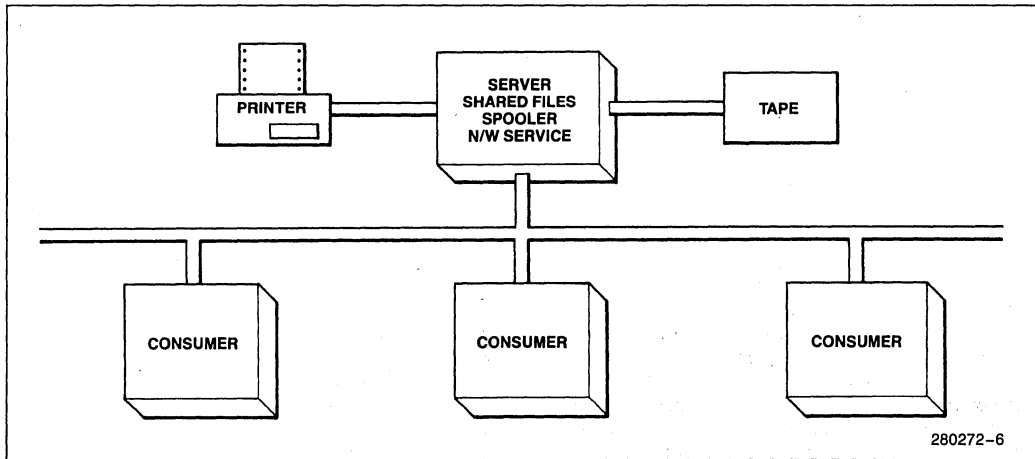 PRINTER
SERVER
SHARED FILES
SPOOLER
N/W SERVICE
TAPE
CONSUMER
CONSUMER
CONSUMER
280272-6